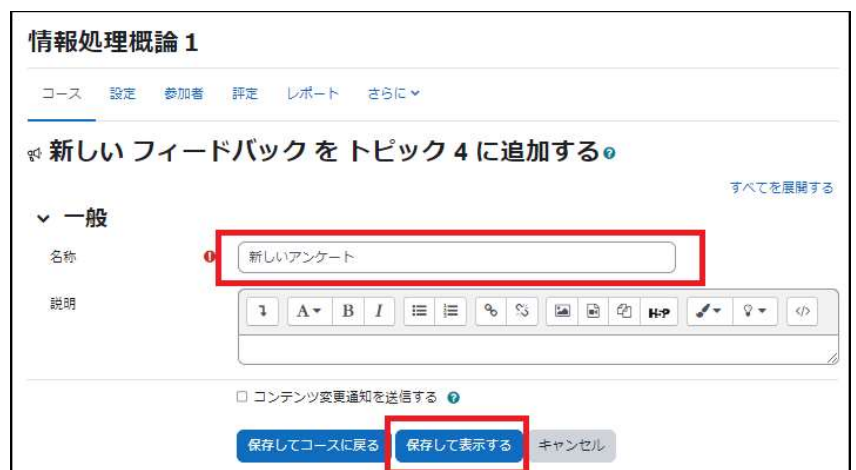 情報処理概論 1
コース 設定 参加者 評定 レポート さらに
新しい フィードバック を トピック 4 に追加する
すべてを展開する
一般
名称
新しいアンケート
説明
A B I H5P </>
コンテンツ変更通知を送信する
保存してコースに戻る 保存して表示する キャンセル